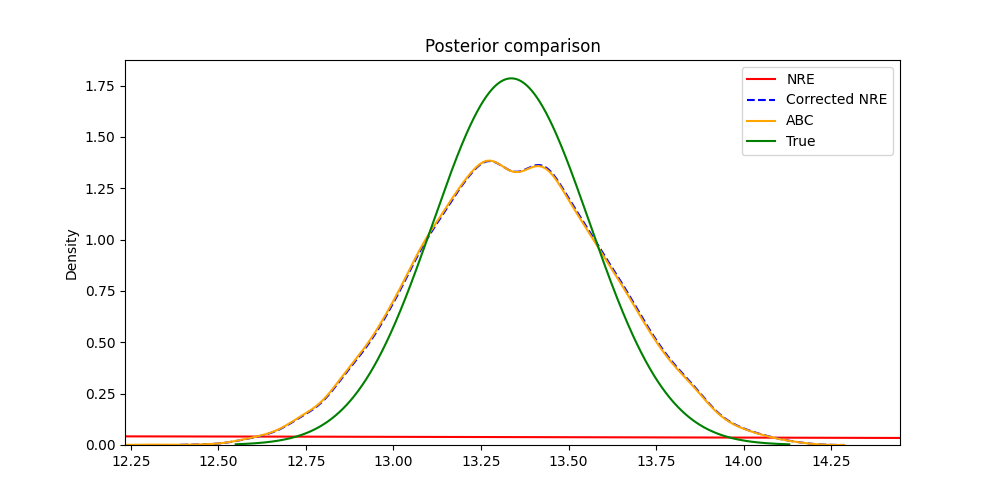 Posterior comparison
NRE
Corrected NRE
ABC
True
Density
1.75
1.50
1.25
1.00
0.75
0.50
0.25
0.00
12.25 12.50 12.75 13.00 13.25 13.50 13.75 14.00 14.25